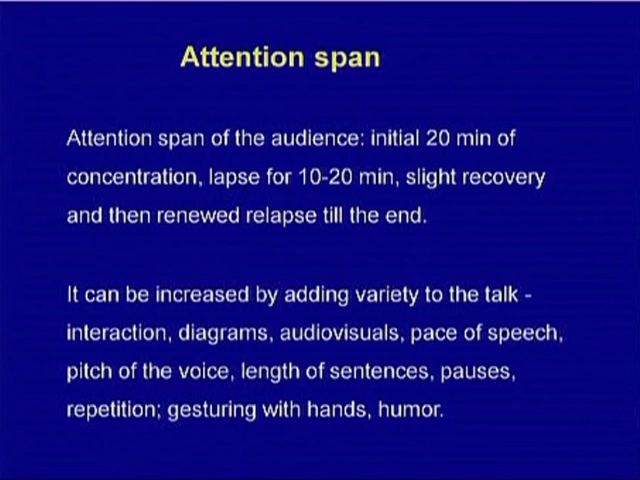 Attention span
Attention span of the audience: initial 20 min of
concentration, lapse for 10-20 min, slight recovery
and then renewed relapse till the end.
It can be increased by adding variety to the talk -
interaction, diagrams, audiovisuals, pace of speech,
pitch of the voice, length of sentences, pauses,
repetition; gesturing with hands, humor.